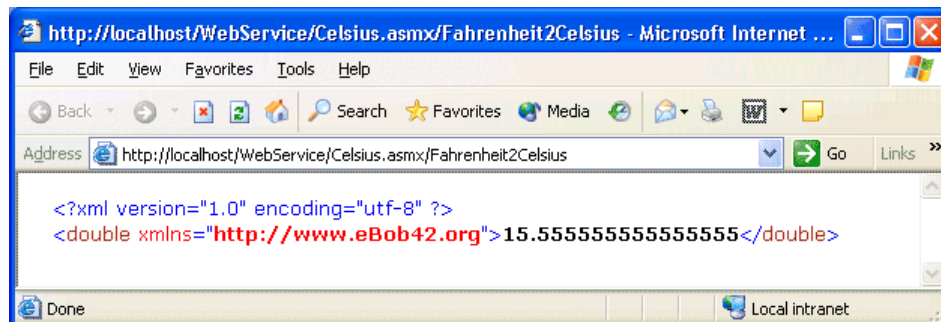 http://localhost/WebService/Celsius.asmx/Fahrenheit2Celsius - Microsoft Internet ...
File Edit View Favorites Tools Help
Back Search Favorites Media
Address http://localhost/WebService/Celsius.asmx/Fahrenheit2Celsius Go Links »
<?xml version="1.0" encoding="utf-8" ?>
<double xmlns="http://www.eBob42.org">15.555555555555555</double>
Done Local intranet